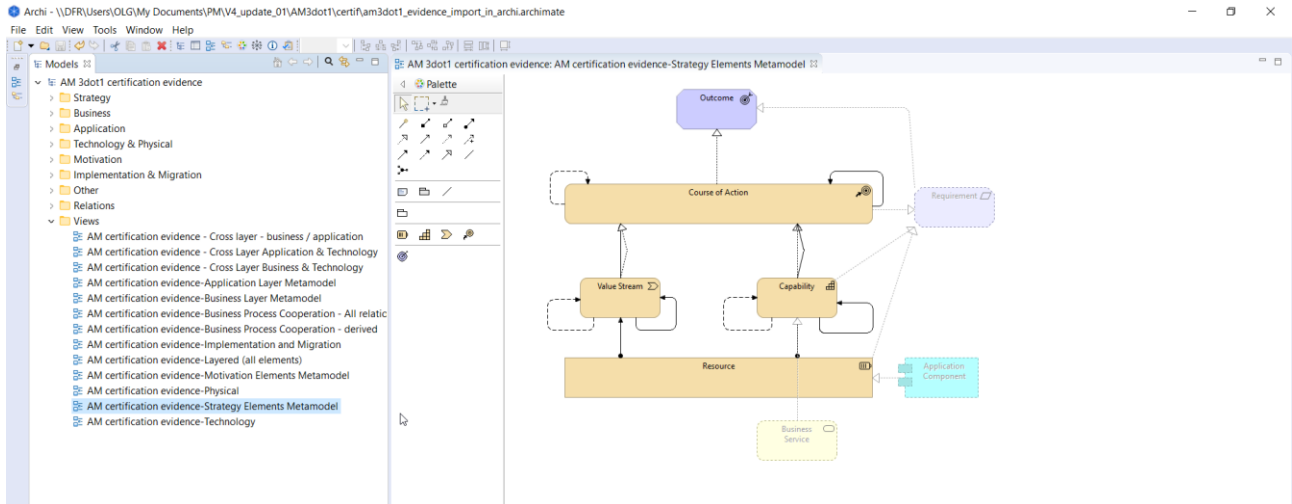 Archi - \\DFR\Users\OLG\My Documents\PM\V4_update_01\AM3dot1\certif\am3dot1_evidence_import_in_archi.archimate
File Edit View Tools Window Help
Models
AM 3dot1 certification evidence
Strategy
Business
Application
Technology & Physical
Motivation
Implementation & Migration
Other
Relations
Views
AM certification evidence - Cross layer - business / application
AM certification evidence - Cross Layer Application & Technology
AM certification evidence - Cross Layer Business & Technology
AM certification evidence-Application Layer Metamodel
AM certification evidence-Business Layer Metamodel
AM certification evidence-Business Process Cooperation - All relatic
AM certification evidence-Business Process Cooperation - derived
AM certification evidence-Implementation and Migration
AM certification evidence-Layered (all elements)
AM certification evidence-Motivation Elements Metamodel
AM certification evidence-Physical
AM certification evidence-Strategy Elements Metamodel
AM certification evidence-Technology
AM 3dot1 certification evidence: AM certification evidence-Strategy Elements Metamodel
Palette
Outcome
Course of Action
Requirement
Value Stream
Capability
Resource
Application
Component
Business
Service